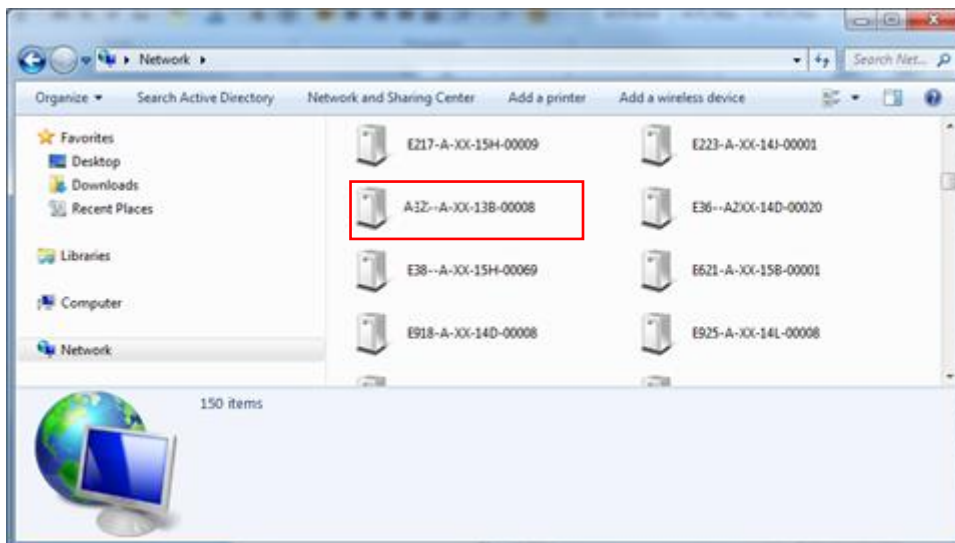 Network
Search Net...
Organize
Search Active Directory
Network and Sharing Center
Add a printer
Add a wireless device
Favorites
Desktop
Downloads
Recent Places
Libraries
Computer
Network
E217-A-XX-15H-00009
E223-A-XX-14J-00001
A3Z--A-XX-13B-00008
E36--A2XX-14D-00020
E38--A-XX-15H-00069
E621-A-XX-15B-00001
E918-A-XX-14D-00008
E925-A-XX-14L-00008
150 items